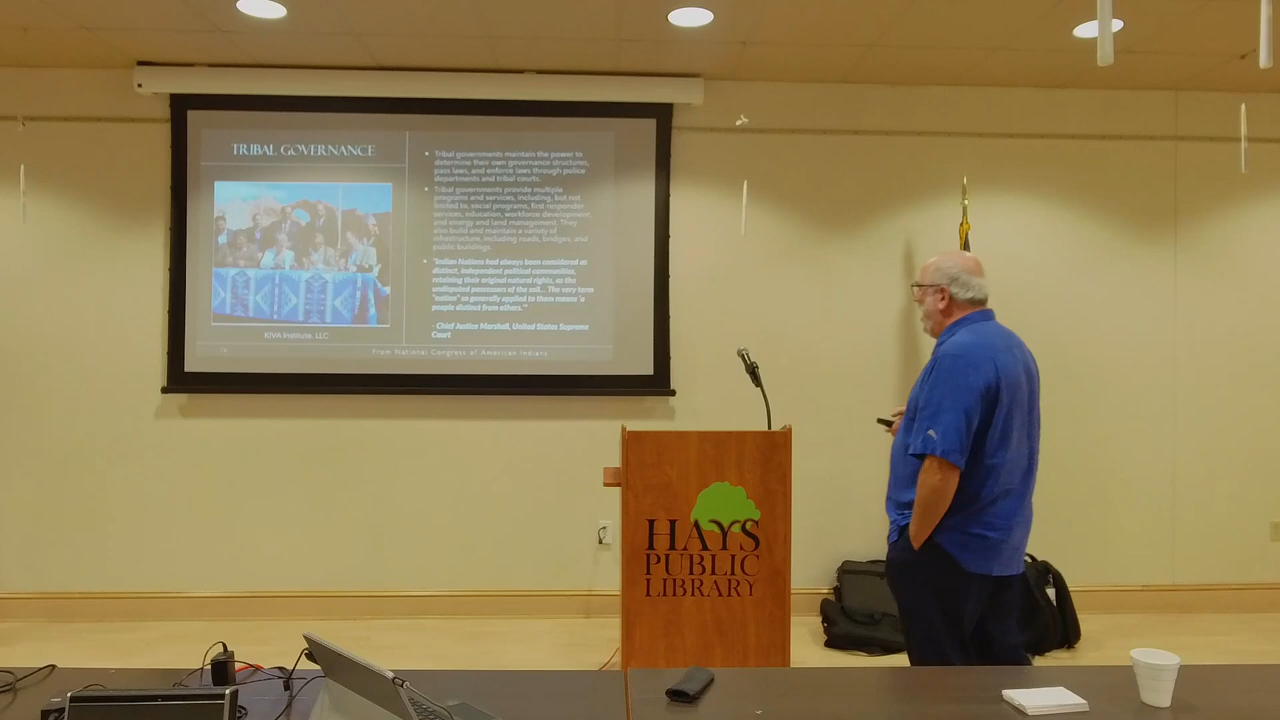 TRIBAL GOVERNANCE
KIVA Institute, LLC
Tribal governments maintain the power to
determine their own governance structures,
pass laws, and enforce laws through police
departments and tribal courts.
Tribal governments provide multiple
programs and services, including, but not
limited to, social programs, first-responder
services, education, workforce development,
and energy and land management. They
also build and maintain a variety of
infrastructure, including roads, bridges, and
public buildings.
"Indian Nations had always been considered as
distinct, independent political communities,
retaining their original natural rights, as the
undisputed possessors of the soil... The very term
"nation" so generally applied to them means 'a
people distinct from others.'"
- Chief Justice Marshall, United States Supreme
Court
From National Congress of American Indians
HAYS
PUBLIC
LIBRARY